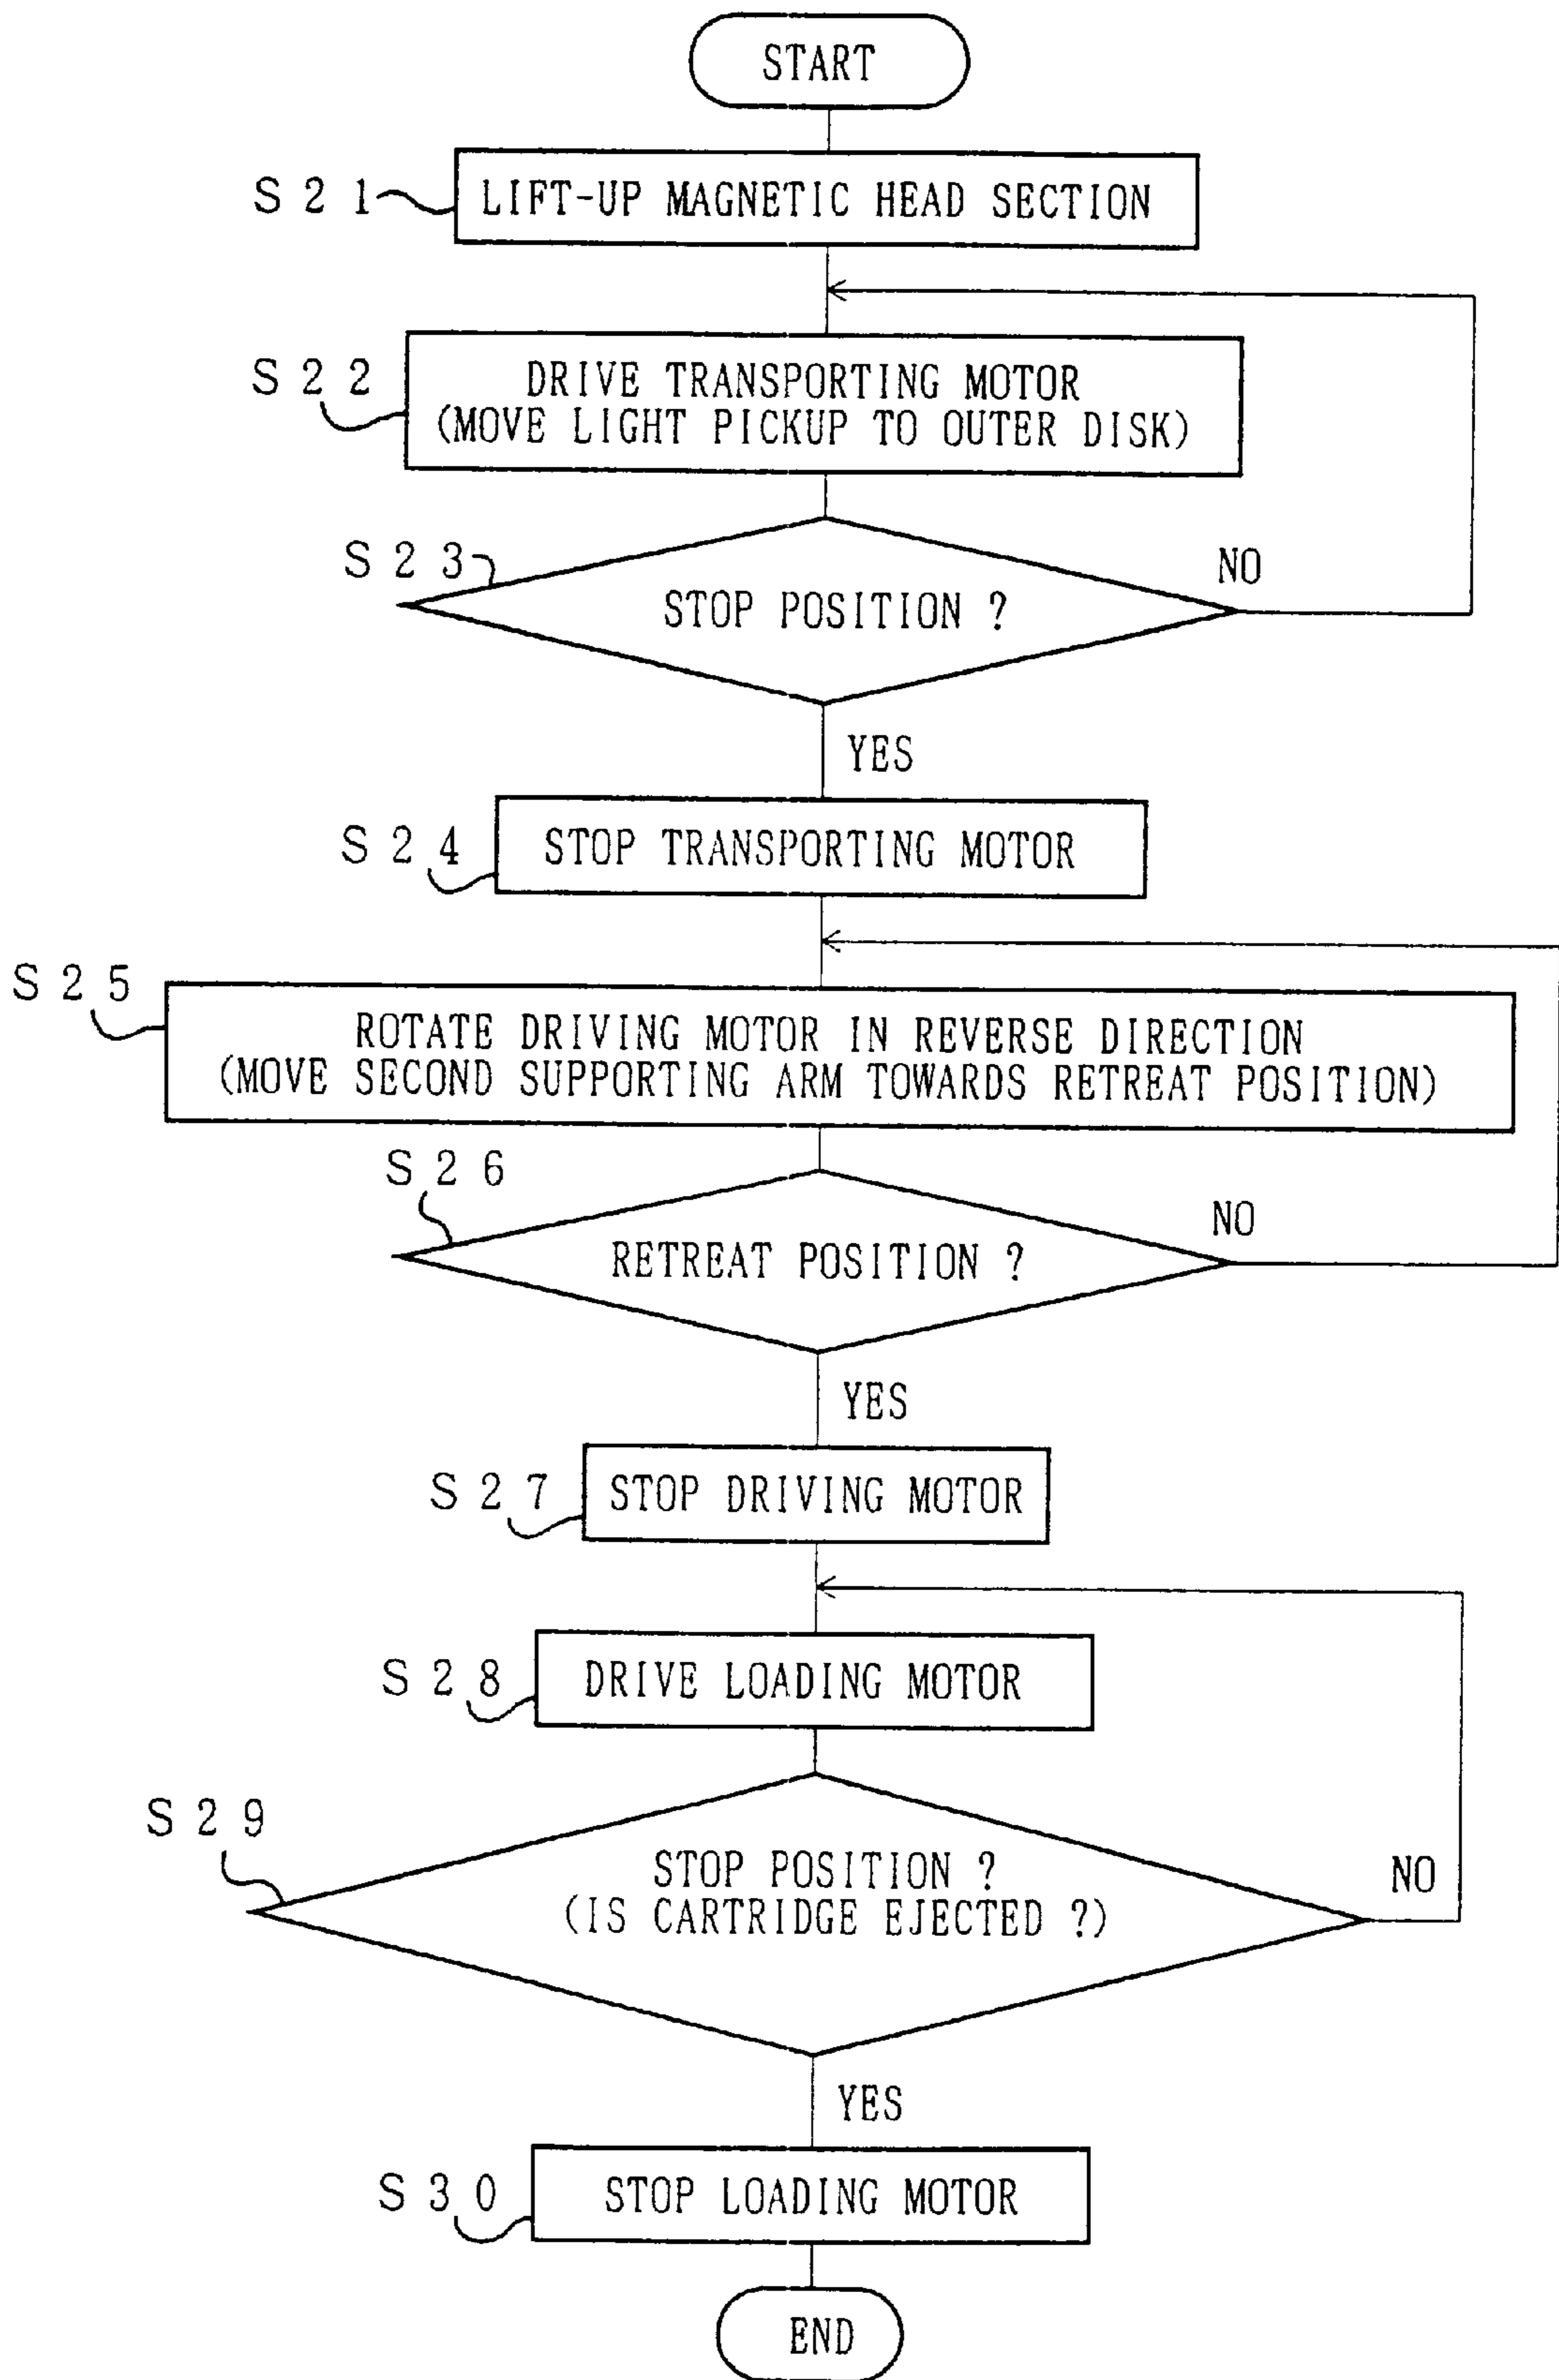 START
S21
LIFT-UP MAGNETIC HEAD SECTION
S22
DRIVE TRANSPORTING MOTOR
(MOVE LIGHT PICKUP TO OUTER DISK)
S23
STOP POSITION ?
NO
YES
S24
STOP TRANSPORTING MOTOR
S25
ROTATE DRIVING MOTOR IN REVERSE DIRECTION
(MOVE SECOND SUPPORTING ARM TOWARDS RETREAT POSITION)
S26
RETREAT POSITION ?
NO
YES
S27
STOP DRIVING MOTOR
S28
DRIVE LOADING MOTOR
S29
STOP POSITION ?
(IS CARTRIDGE EJECTED ?)
NO
YES
S30
STOP LOADING MOTOR
END